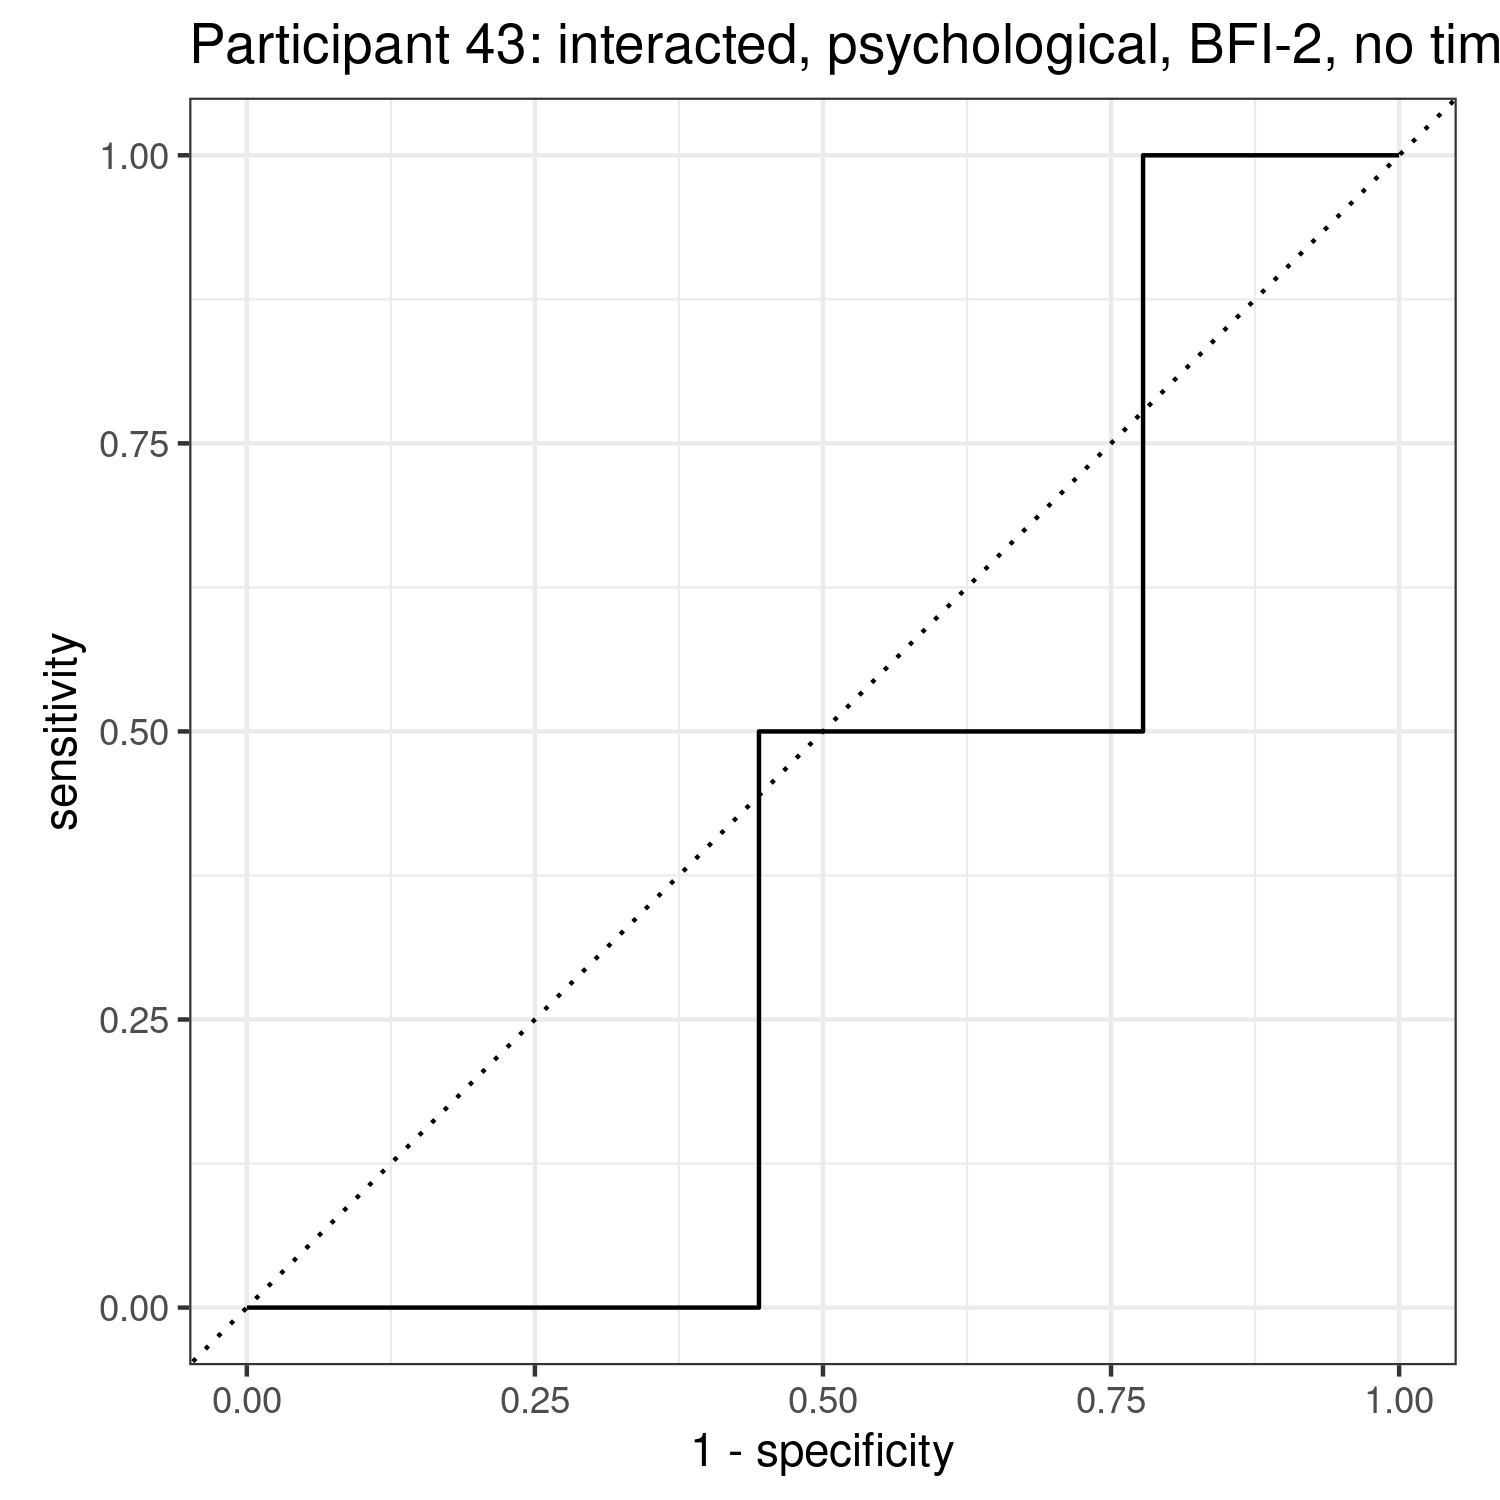 Participant 43: interacted, psychological, BFI-2, no tim
1.00
0.75
0.50
0.25
0.00
sensitivity
0.00 0.25 0.50 0.75 1.00
1 - specificity